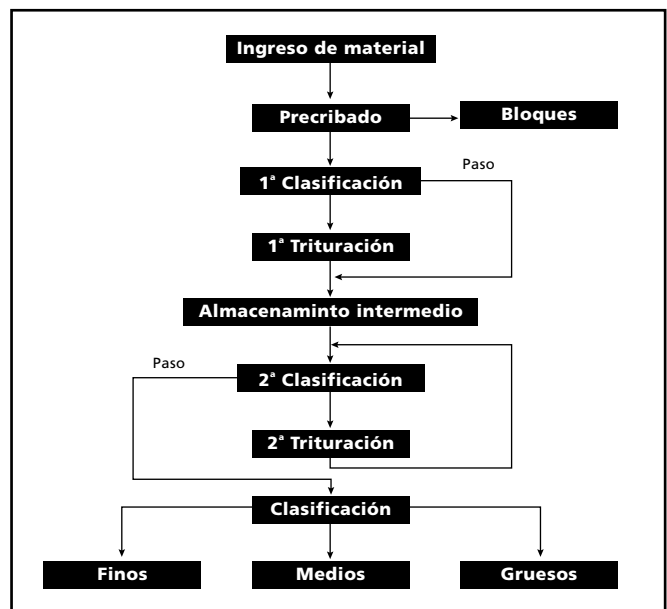 Ingreso de material
Precribado
Bloques
Paso
1ª Clasificación
1ª Trituración
Almacenaminto intermedio
Paso
2ª Clasificación
2ª Trituración
Clasificación
Finos
Medios
Gruesos